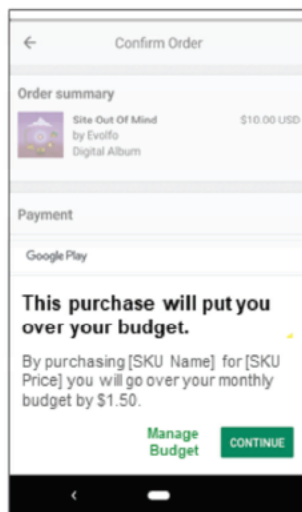 Confirm Order
Order summary
Site Out Of Mind $10.00 USD
by Evolfo
Digital Album
Payment
Google Play
This purchase will put you
over your budget.
By purchasing [SKU Name] for [SKU
Price] you will go over your monthly
budget by $1.50.
Manage
Budget
CONTINUE